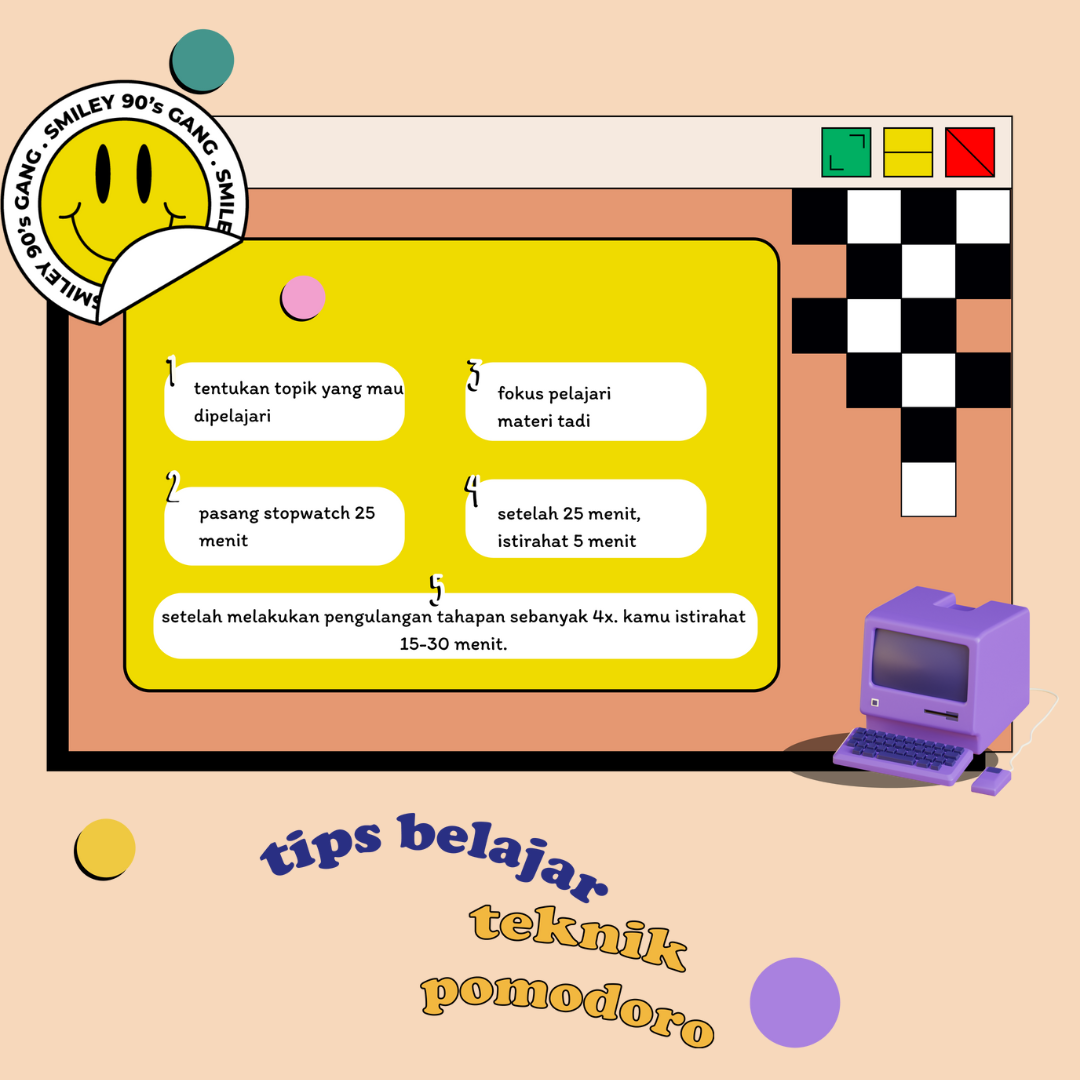 SMILEY 90's GANG . SMILEY 90's GANG . SMILE
1
tentukan topik yang mau
dipelajari
2
pasang stopwatch 25
menit
3
fokus pelajari
materi tadi
4
setelah 25 menit,
istirahat 5 menit
5
setelah melakukan pengulangan tahapan sebanyak 4x. kamu istirahat
15-30 menit.
tips belajar
teknik
pomodoro